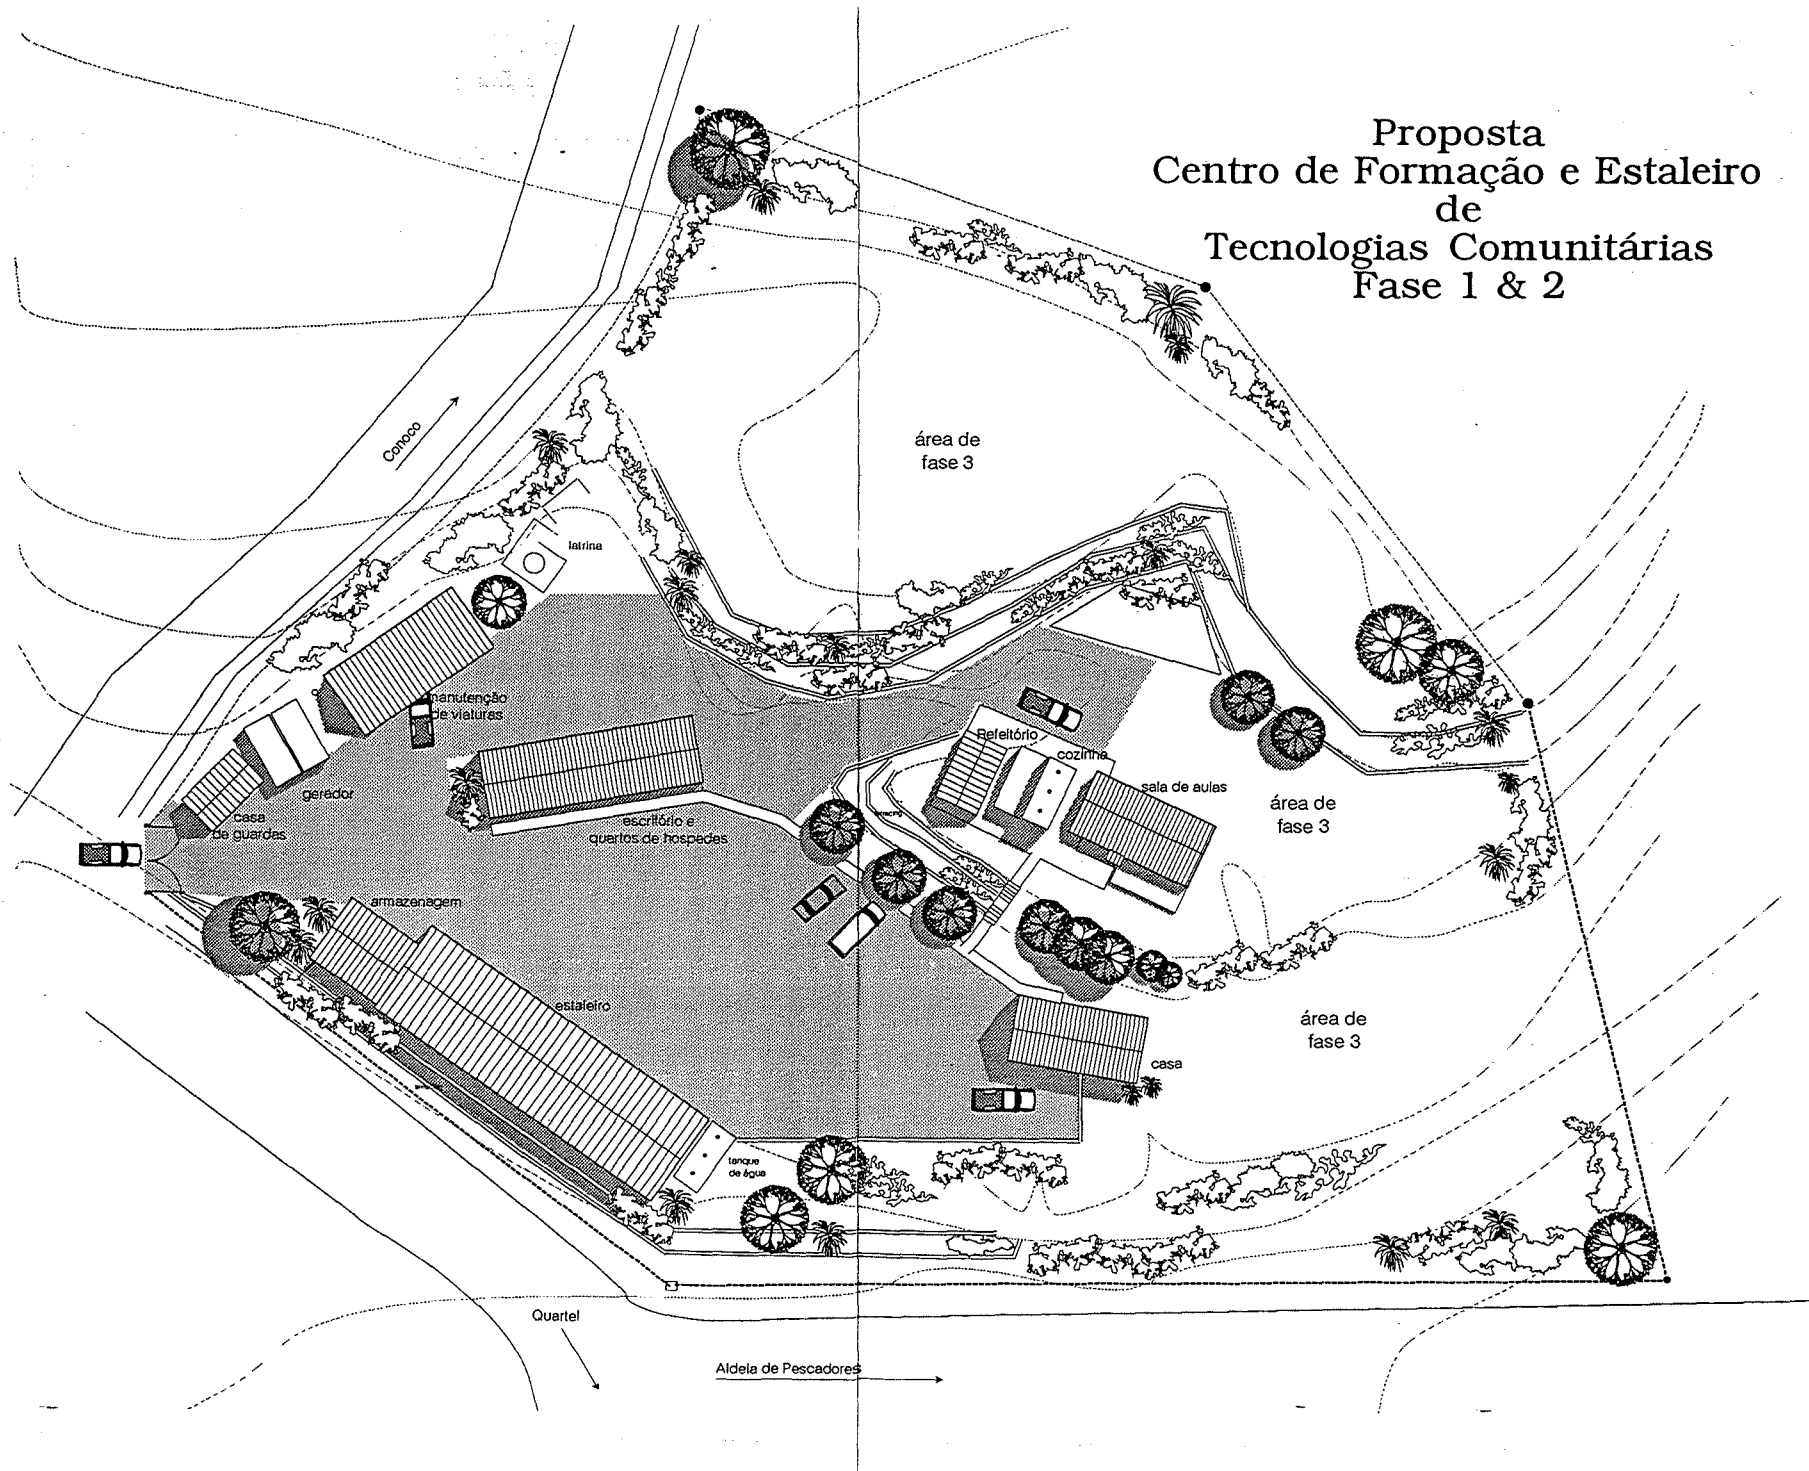 Proposta
Centro de Formação e Estaleiro
de
Tecnologias Comunitárias
Fase 1 & 2
Conoco
área de
fase 3
latrina
manutenção
de viaturas
Refeitório
cozinha
sala de aulas
gerador
casa
de guardas
escritório e
quartos de hospedes
área de
fase 3
armazenagem
estaleiro
área de
fase 3
casa
tanque
de água
Quartel
Aldeia de Pescadores